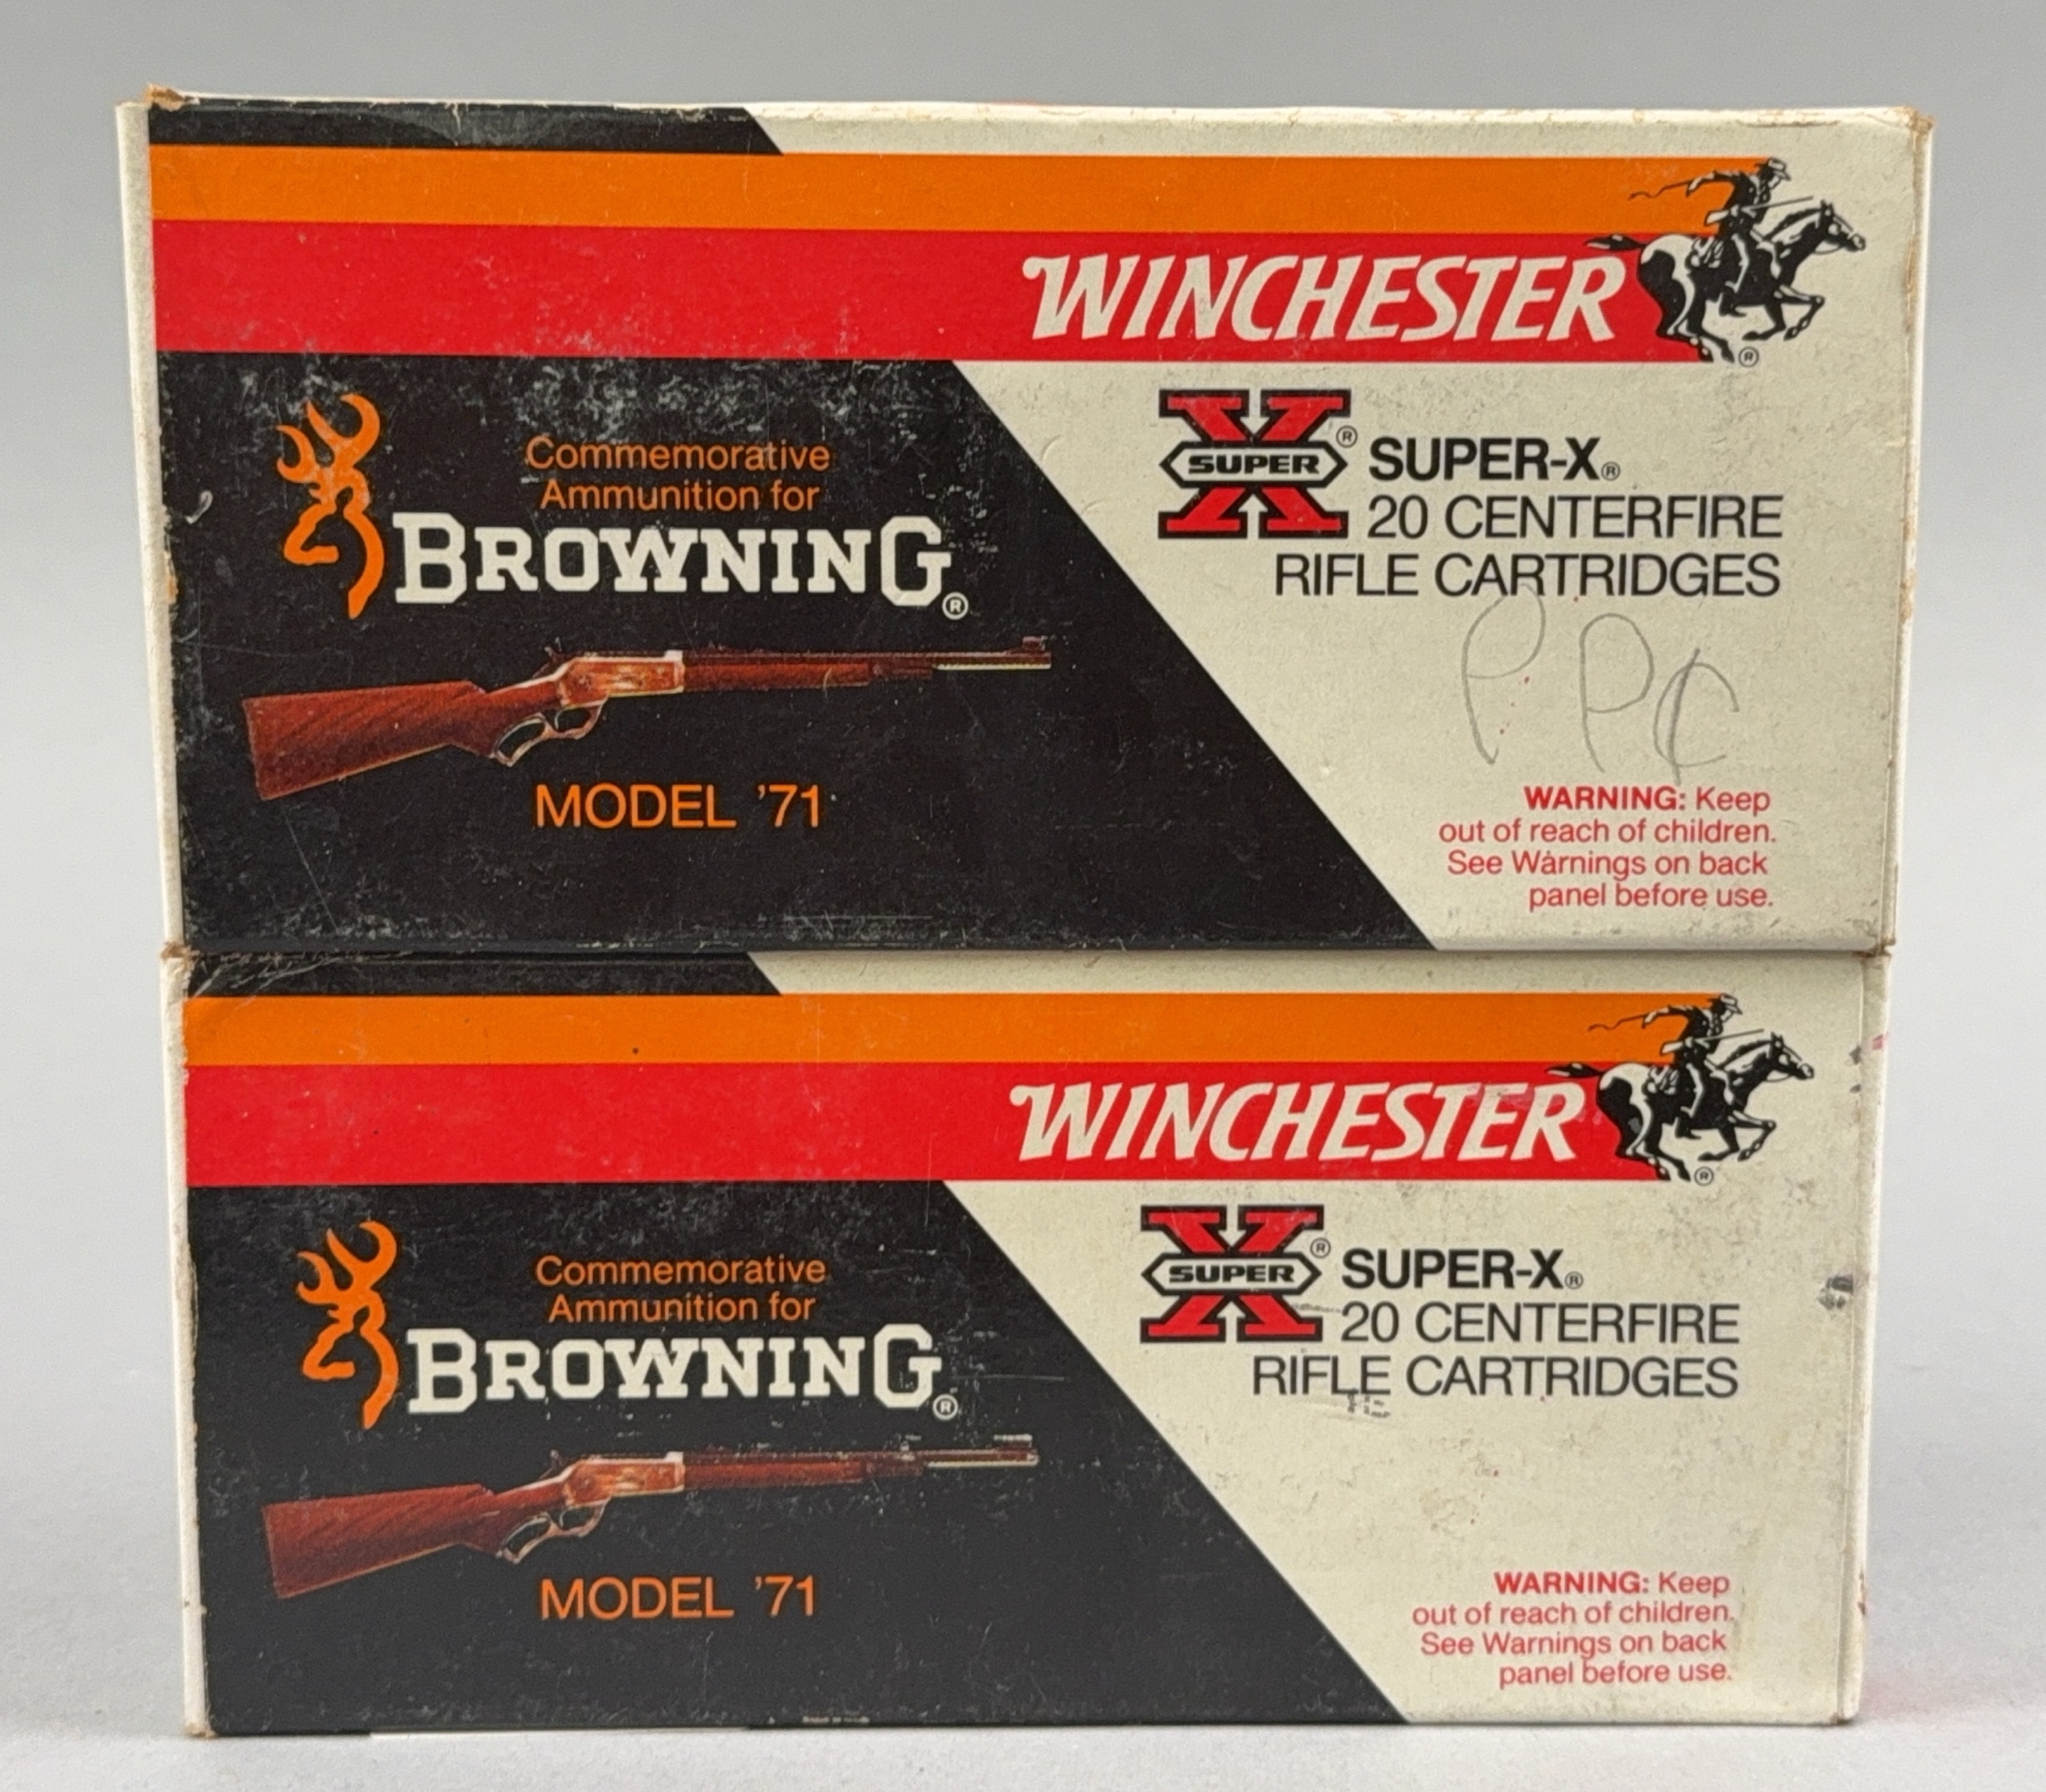 WINCHESTER
®
Commemorative
Ammunition for
BROWNING®
MODEL '71
SUPER X®
SUPER-X®
20 CENTERFIRE
RIFLE CARTRIDGES
PPC
WARNING: Keep
out of reach of children.
See Warnings on back
panel before use.
WINCHESTER
®
Commemorative
Ammunition for
BROWNING®
MODEL '71
SUPER X®
SUPER-X®
20 CENTERFIRE
RIFLE CARTRIDGES
WARNING: Keep
out of reach of children.
See Warnings on back
panel before use.